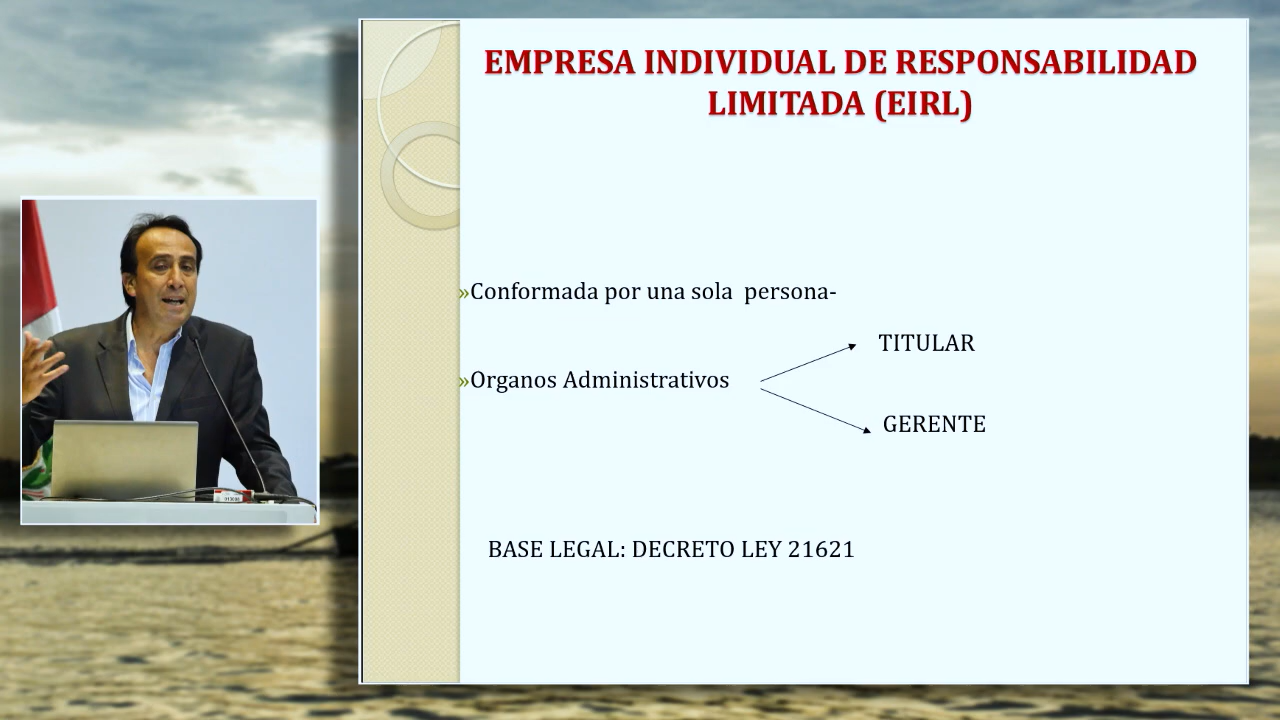 EMPRESA INDIVIDUAL DE RESPONSABILIDAD
LIMITADA (EIRL)
»Conformada por una sola persona-
TITULAR
»Organos Administrativos
GERENTE
BASE LEGAL: DECRETO LEY 21621